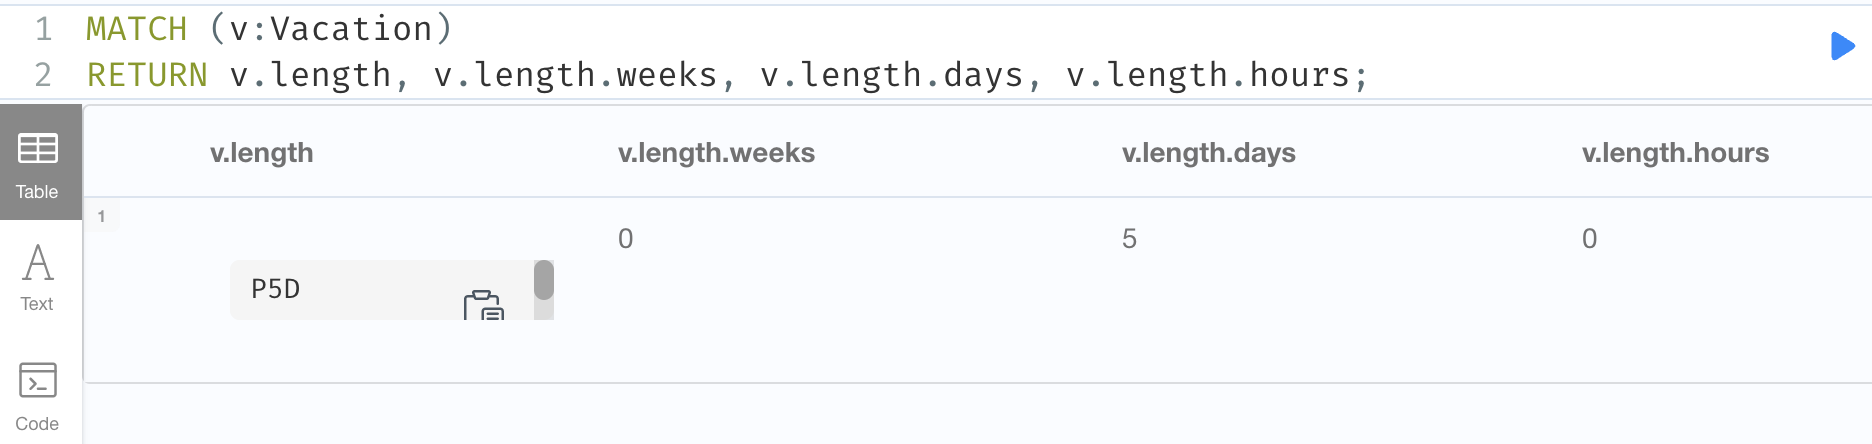 1 MATCH (v:Vacation)
2 RETURN v.length, v.length.weeks, v.length.days, v.length.hours;
v.length v.length.weeks v.length.days v.length.hours
Table
1
0 5 0
P5D
A
Text
Code